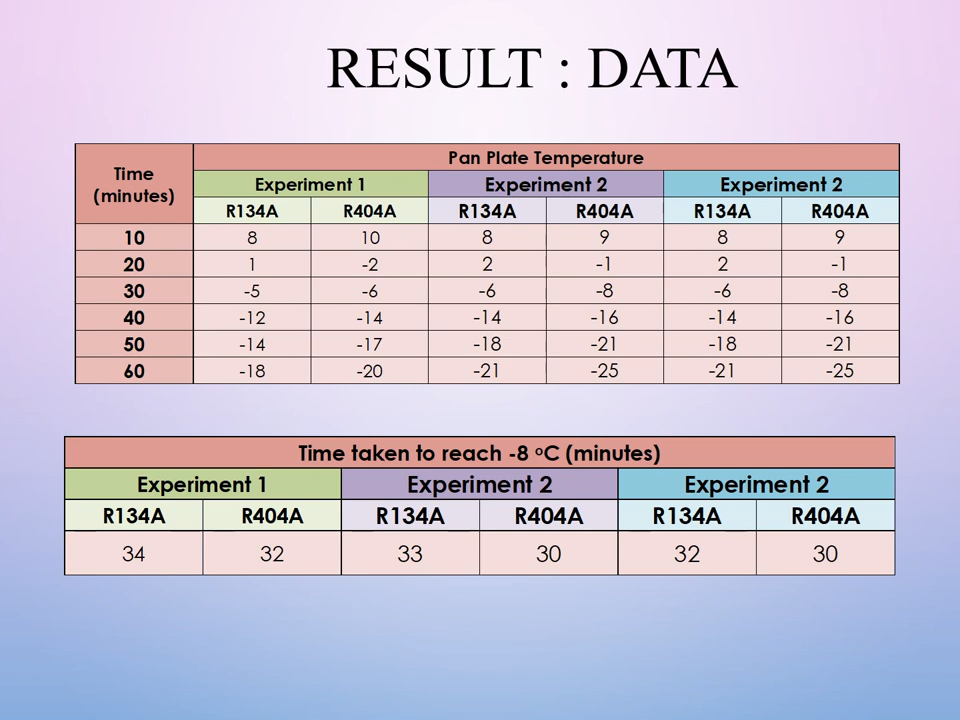 RESULT : DATA
Time (minutes) Pan Plate Temperature
Experiment 1 Experiment 2 Experiment 2
R134A R404A R134A R404A R134A R404A
10 8 10 8 9 8 9
20 1 -2 2 -1 2 -1
30 -5 -6 -6 -8 -6 -8
40 -12 -14 -14 -16 -14 -16
50 -14 -17 -18 -21 -18 -21
60 -18 -20 -21 -25 -21 -25
Time taken to reach -8 °C (minutes)
Experiment 1 Experiment 2 Experiment 2
R134A R404A R134A R404A R134A R404A
34 32 33 30 32 30